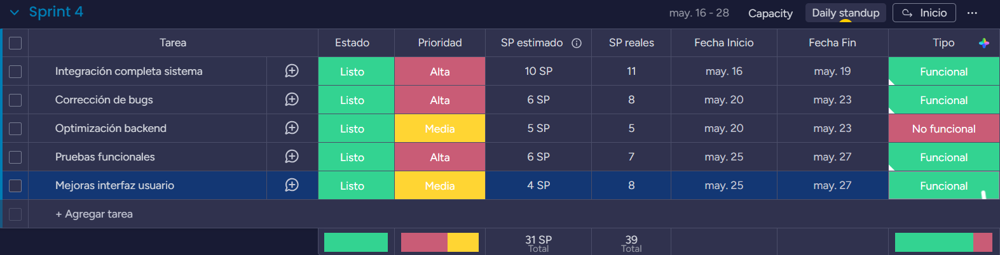 Sprint 4
may. 16 - 28 Capacity Daily standup Inicio
Tarea Estado Prioridad SP estimado SP reales Fecha Inicio Fecha Fin Tipo
Integración completa sistema Listo Alta 10 SP 11 may. 16 may. 19 Funcional
Corrección de bugs Listo Alta 6 SP 8 may. 20 may. 23 Funcional
Optimización backend Listo Media 5 SP 5 may. 20 may. 23 No funcional
Pruebas funcionales Listo Alta 6 SP 7 may. 25 may. 27 Funcional
Mejoras interfaz usuario Listo Media 4 SP 8 may. 25 may. 27 Funcional
+ Agregar tarea
31 SP 39
Total Total